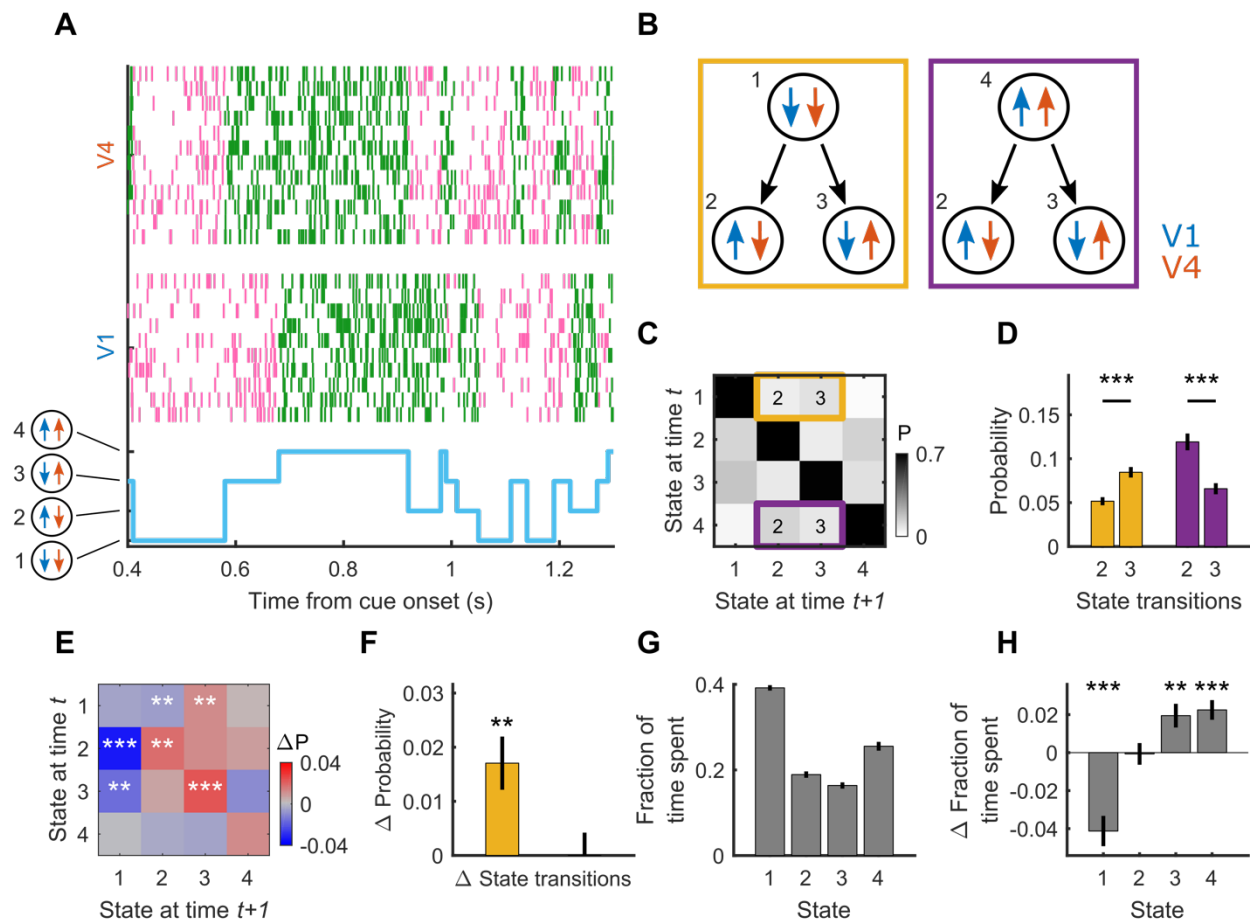 A
V4
V1
4
3
2
1
0.4
0.6
0.8
1
1.2
Time from cue onset (s)
B
1
2
3
4
2
3
V1
V4
C
State at time t
1
2
3
4
2 3
2 3
1 2 3 4
State at time t+1
P
0.7
0
D
Probability
0.15
0.10
0.05
0
*** ***
2 3 2 3
State transitions
E
State at time t
1
2
3
4
** **
*** **
** ***
1 2 3 4
State at time t+1
ΔP
0.04
0
-0.04
F
Δ Probability
0.03
0.02
0.01
0
**
Δ State transitions
G
Fraction of
time spent
0.4
0.2
0
1 2 3 4
State
H
Δ Fraction of
time spent
0.02
0
-0.02
-0.04
*** ** ***
1 2 3 4
State